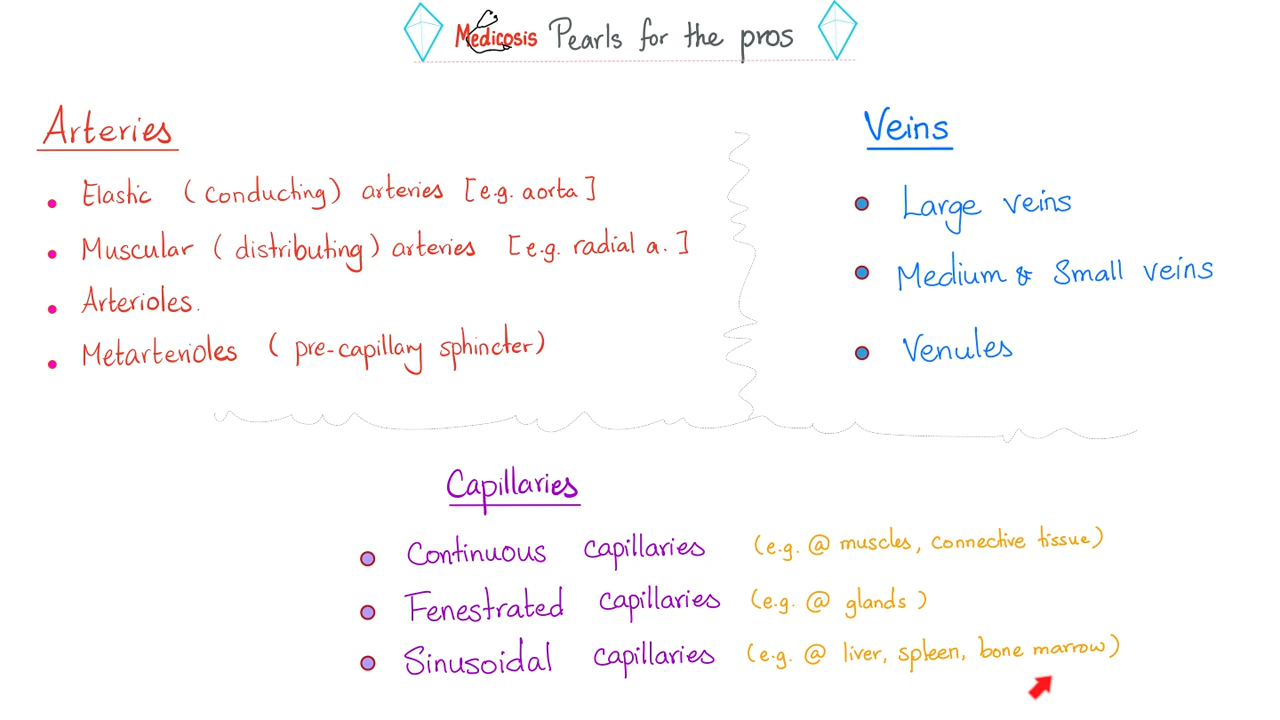 Medicosis Pearls for the pros
Arteries
Elastic (conducting) arteries [e.g. aorta]
Muscular (distributing) arteries [e.g. radial a.]
Arterioles.
Metarterioles (pre-capillary sphincter)
Veins
Large veins
Medium & Small veins
Venules
Capillaries
Continuous capillaries (e.g. @ muscles, connective tissue)
Fenestrated capillaries (e.g. @ glands)
Sinusoidal capillaries (e.g. @ liver, spleen, bone marrow)